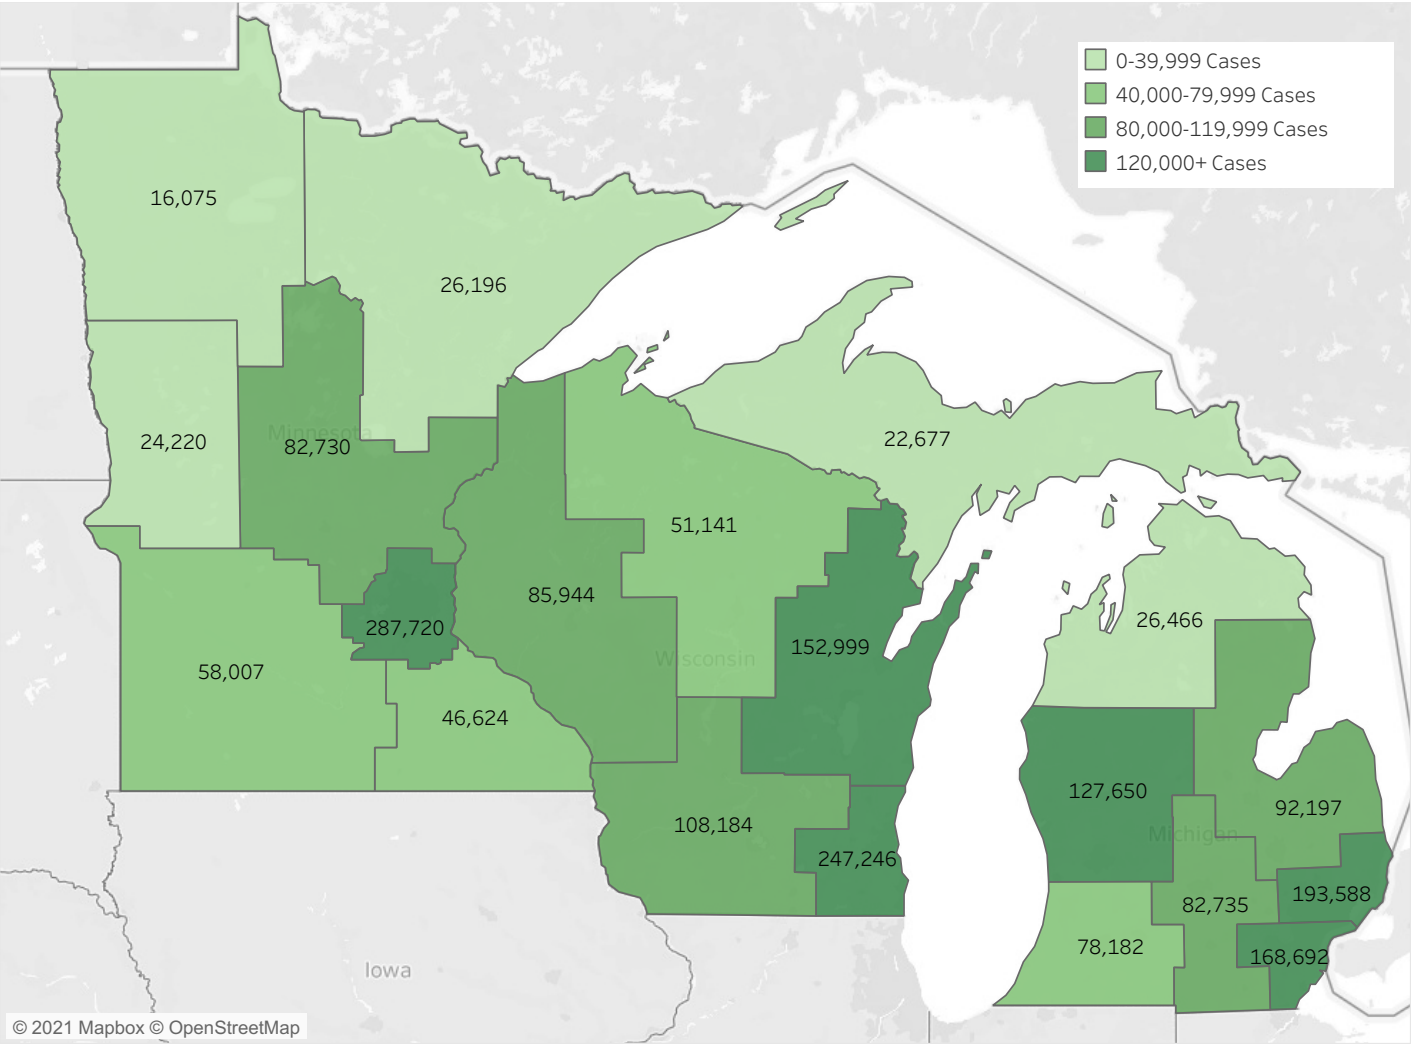 0-39,999 Cases
40,000-79,999 Cases
80,000-119,999 Cases
120,000+ Cases
16,075
26,196
24,220
Minnesota
82,730
22,677
51,141
85,944
287,720
26,466
152,999
Wisconsin
58,007
46,624
127,650
92,197
108,184
Michigan
247,246
193,588
82,735
78,182
168,692
Iowa
© 2021 Mapbox © OpenStreetMap